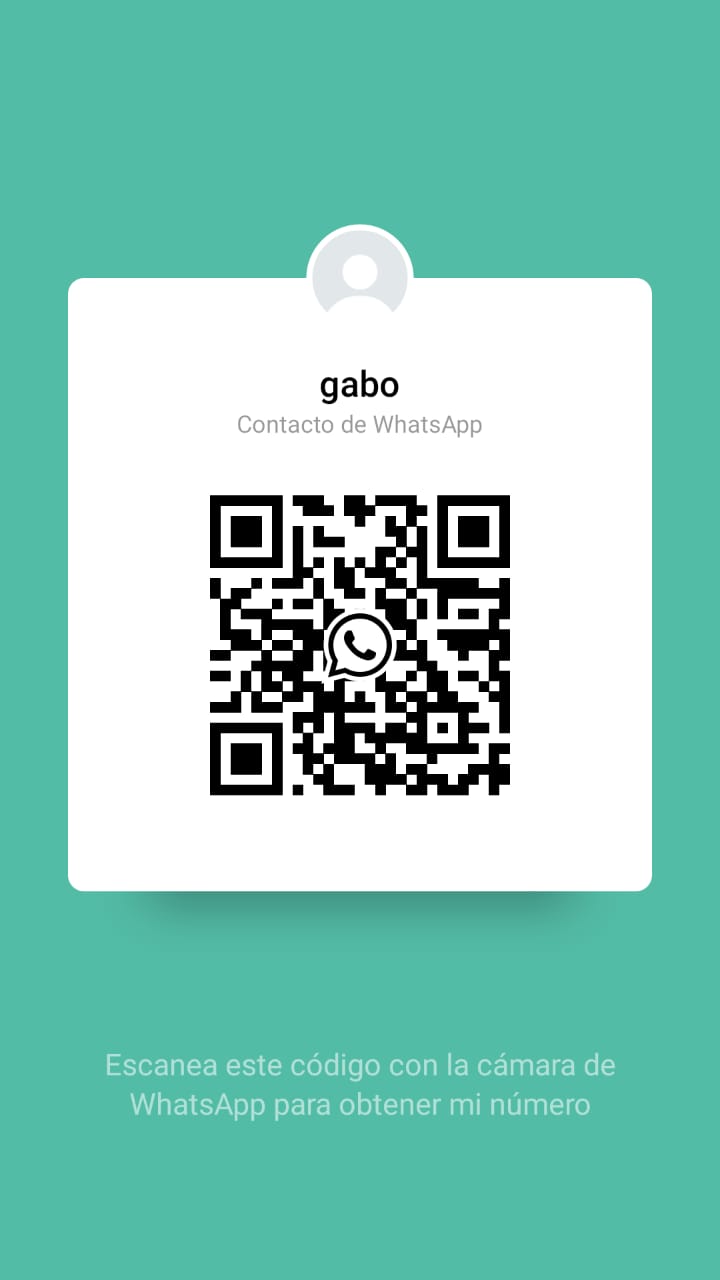 gabo
Contacto de WhatsApp
Escanea este código con la cámara de
WhatsApp para obtener mi número